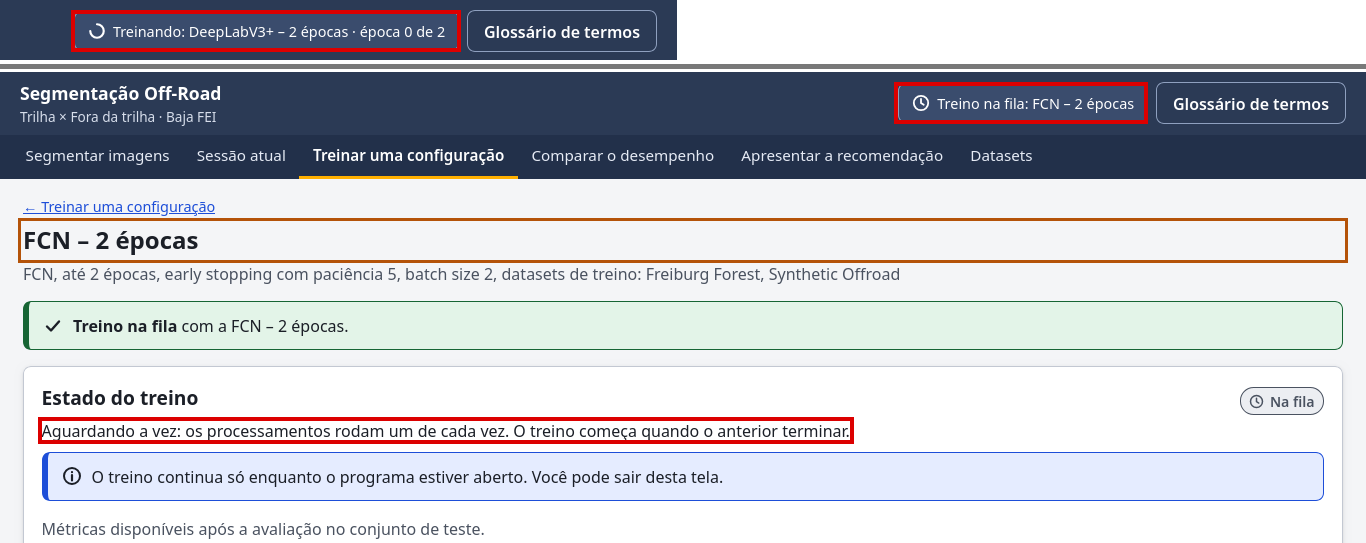 Treinando: DeepLabV3+ – 2 épocas · época 0 de 2
Glossário de termos
Segmentação Off-Road
Trilha × Fora da trilha · Baja FEI
Treino na fila: FCN – 2 épocas
Glossário de termos
Segmentar imagens
Sessão atual
Treinar uma configuração
Comparar o desempenho
Apresentar a recomendação
Datasets
← Treinar uma configuração
FCN – 2 épocas
FCN, até 2 épocas, early stopping com paciência 5, batch size 2, datasets de treino: Freiburg Forest, Synthetic Offroad
Treino na fila com a FCN – 2 épocas.
Estado do treino
Na fila
Aguardando a vez: os processamentos rodam um de cada vez. O treino começa quando o anterior terminar.
O treino continua só enquanto o programa estiver aberto. Você pode sair desta tela.
Métricas disponíveis após a avaliação no conjunto de teste.